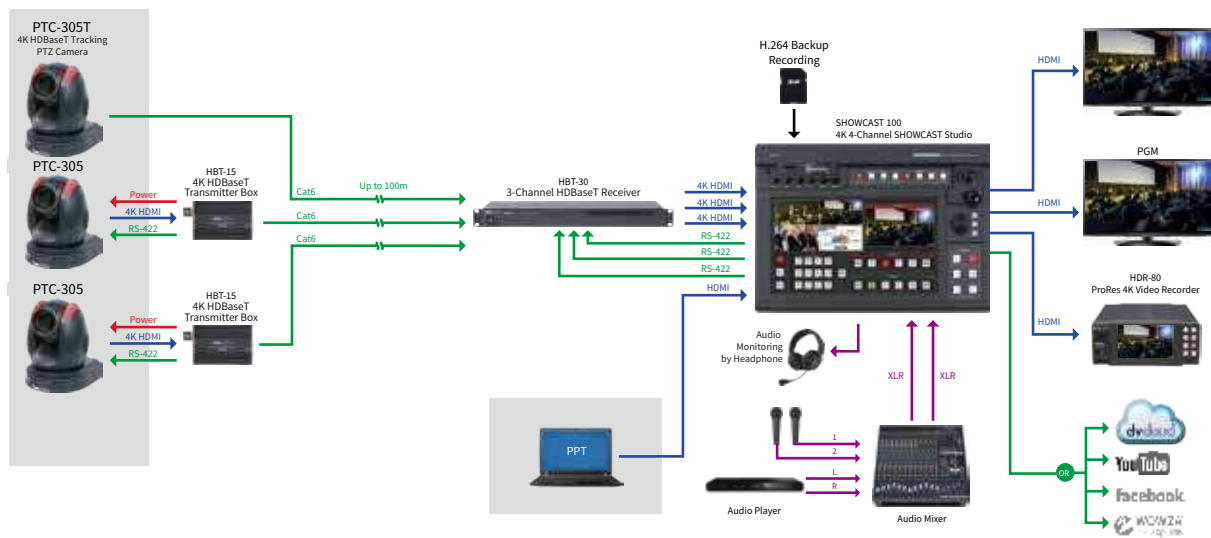 PTC-305T
4K HDBaseT Tracking
PTZ Camera
PTC-305
Power
4K HDMI
RS-422
HBT-15
4K HDBaseT
Transmitter Box
PTC-305
Power
4K HDMI
RS-422
HBT-15
4K HDBaseT
Transmitter Box
Cat6
Up to 100m
Cat6
Cat6
HBT-30
3-Channel HDBaseT Receiver
4K HDMI
4K HDMI
4K HDMI
RS-422
RS-422
RS-422
HDMI
H.264 Backup
Recording
SHOWCAST 100
4K 4-Channel SHOWCAST Studio
HDMI
PGM
HDMI
HDR-80
ProRes 4K Video Recorder
HDMI
Audio
Monitoring
by Headphone
XLR
XLR
PPT
1
2
L
R
Audio Player
Audio Mixer
OR
dvcloud
YouTube
facebook